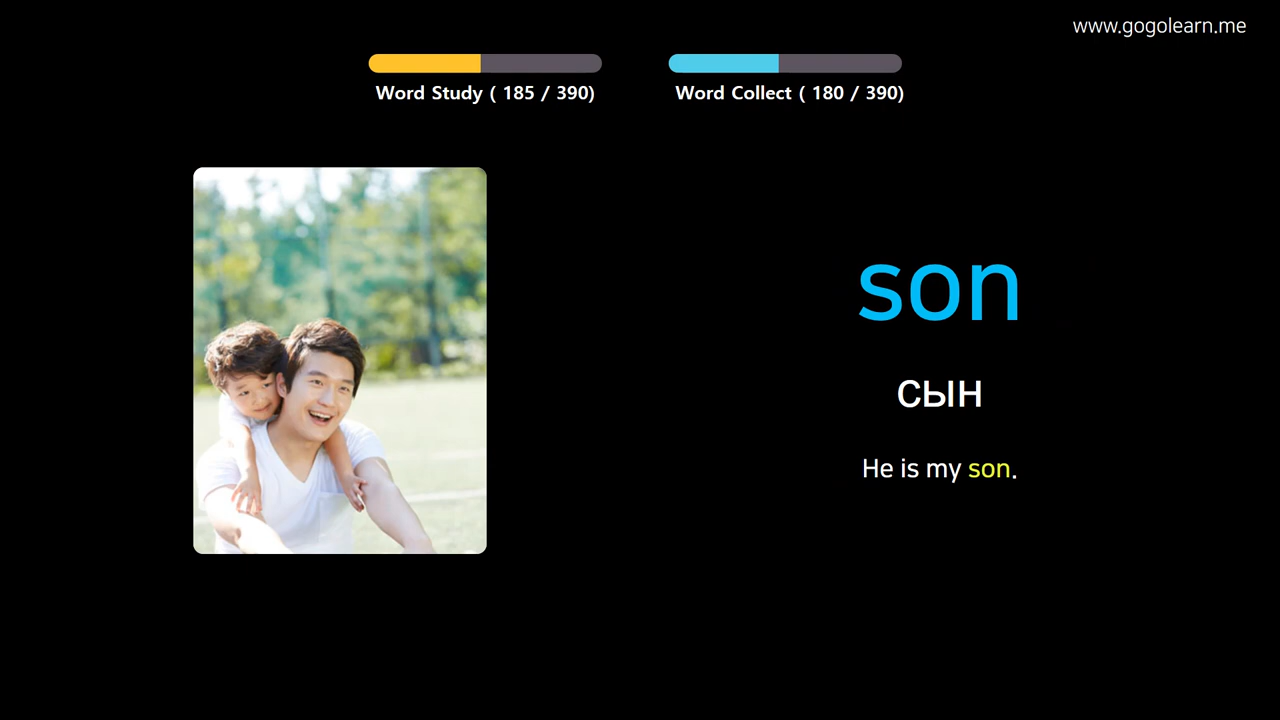 www.gogolearn.me
Word Study ( 185 / 390)
Word Collect ( 180 / 390)
son
сын
He is my son.